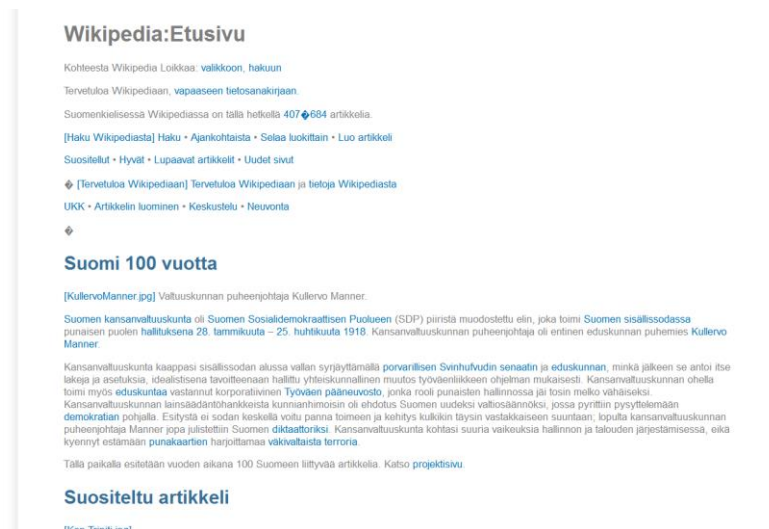 Wikipedia:Etusivu
Kohteesta Wikipedia Loikkaa: valikkoon, hakuun
Tervetuloa Wikipediaan, vapaaseen tietosanakirjaan.
Suomenkielisessä Wikipediassa on tällä hetkellä 407�684 artikkelia.
[Haku Wikipediasta] Haku • Ajankohtaista • Selaa luokittain • Luo artikkeli
Suositellut • Hyvät • Lupaavat artikkelit • Uudet sivut
� [Tervetuloa Wikipediaan] Tervetuloa Wikipediaan ja tietoja Wikipediasta
UKK • Artikkelin luominen • Keskustelu • Neuvonta
�
Suomi 100 vuotta
[KullervoManner.jpg] Valtuuskunnan puheenjohtaja Kullervo Manner.
Suomen kansanvaltuuskunta oli Suomen Sosialidemokraattisen Puolueen (SDP) piiristä muodostettu elin, joka toimi Suomen sisällissodassa
punaisen puolen hallituksena 28. tammikuuta – 25. huhtikuuta 1918. Kansanvaltuuskunnan puheenjohtaja oli entinen eduskunnan puhemies Kullervo
Manner.
Kansanvaltuuskunta kaappasi sisällissodan alussa vallan syrjäyttämällä porvarillisen Svinhufvudin senaatin ja eduskunnan, minkä jälkeen se antoi itse
lakeja ja asetuksia, idealistisena tavoitteenaan hallittu yhteiskunnallinen muutos työväenliikkeen ohjelman mukaisesti. Kansanvaltuuskunnan ohella
toimi myös eduskuntaa vastannut korporatiivinen Työväen pääneuvosto, jonka rooli punaisten hallinnossa jäi tosin melko vähäiseksi.
Kansanvaltuuskunnan lainsäädäntöhankkeista kunnianhimoisin oli ehdotus Suomen uudeksi valtiosäännöksi, jossa pyrittiin pysyttelemään
demokratian pohjalla. Esitystä ei sodan keskellä voitu panna toimeen ja kehitys kulkikin täysin vastakkaiseen suuntaan; lopulta kansanvaltuuskunnan
puheenjohtaja Manner jopa julistettiin Suomen diktaattoriksi. Kansanvaltuuskunta kohtasi suuria vaikeuksia hallinnon ja talouden järjestämisessä, eikä
kyennyt estämään punakaartien harjoittamaa väkivaltaista terroria.
Tällä paikalla esitetään vuoden aikana 100 Suomeen liittyvää artikkelia. Katso projektisivu.
Suositeltu artikkeli